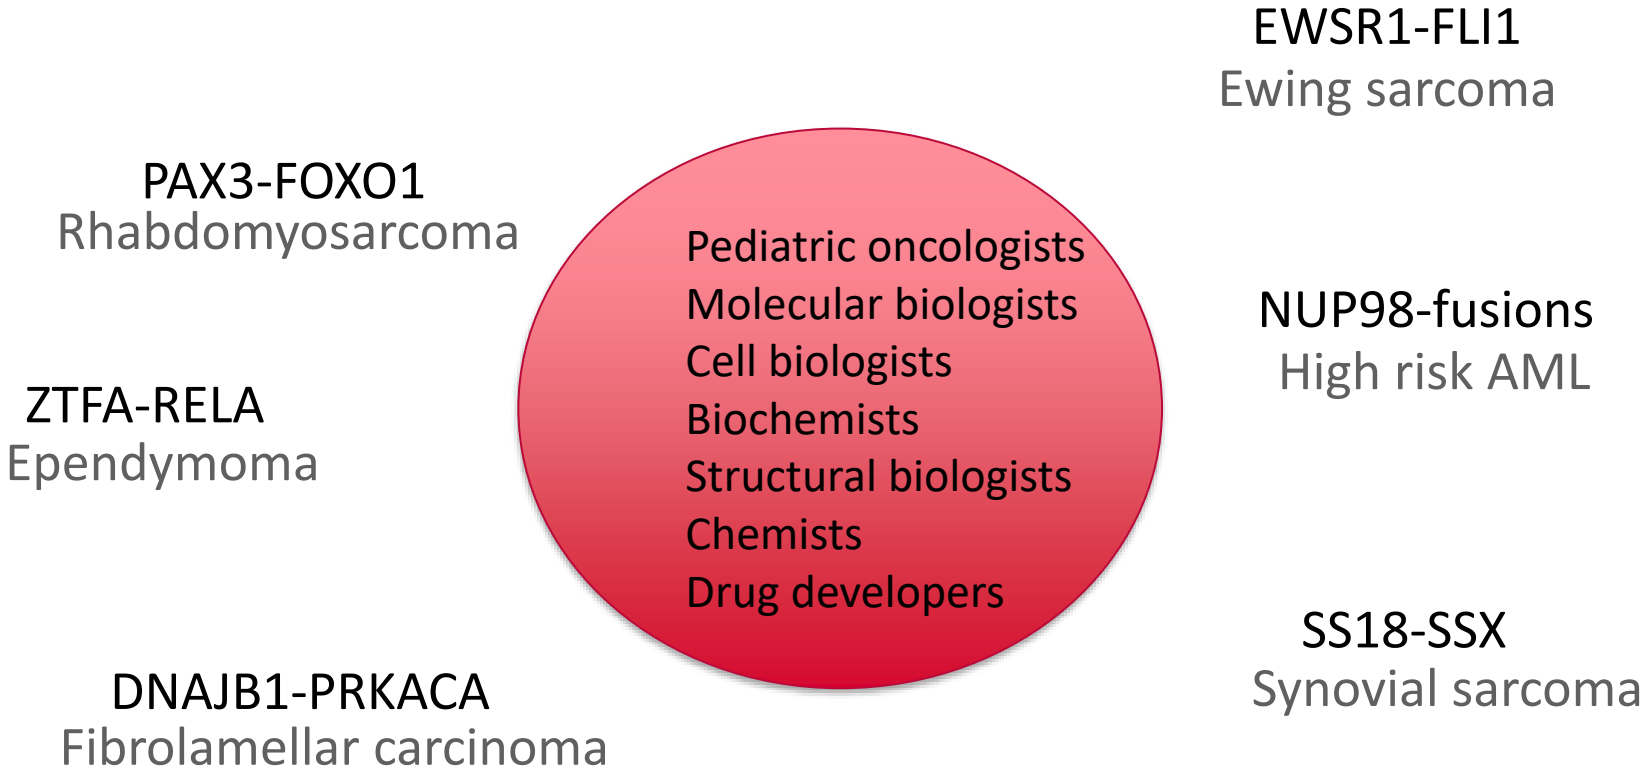 EWSR1-FLI1
Ewing sarcoma
PAX3-FOXO1
Rhabdomyosarcoma
Pediatric oncologists
Molecular biologists
Cell biologists
Biochemists
Structural biologists
Chemists
Drug developers
NUP98-fusions
High risk AML
ZTFA-RELA
Ependymoma
SS18-SSX
Synovial sarcoma
DNAJB1-PRKACA
Fibrolamellar carcinoma